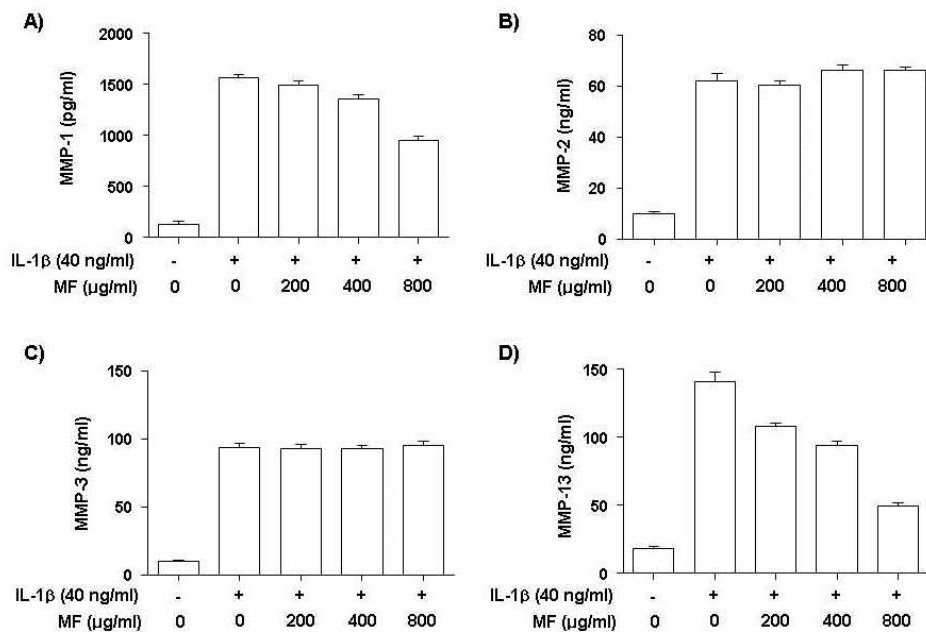 A)
MMP-1 (pg/ml)
2000
1500
1000
500
0
IL-1β (40 ng/ml) - + + + +
MF (µg/ml) 0 0 200 400 800
B)
MMP-2 (ng/ml)
80
60
40
20
0
IL-1β (40 ng/ml) - + + + +
MF (µg/ml) 0 0 200 400 800
C)
MMP-3 (ng/ml)
150
100
50
0
IL-1β (40 ng/ml) - + + + +
MF (µg/ml) 0 0 200 400 800
D)
MMP-13 (ng/ml)
150
100
50
0
IL-1β (40 ng/ml) - + + + +
MF (µg/ml) 0 0 200 400 800